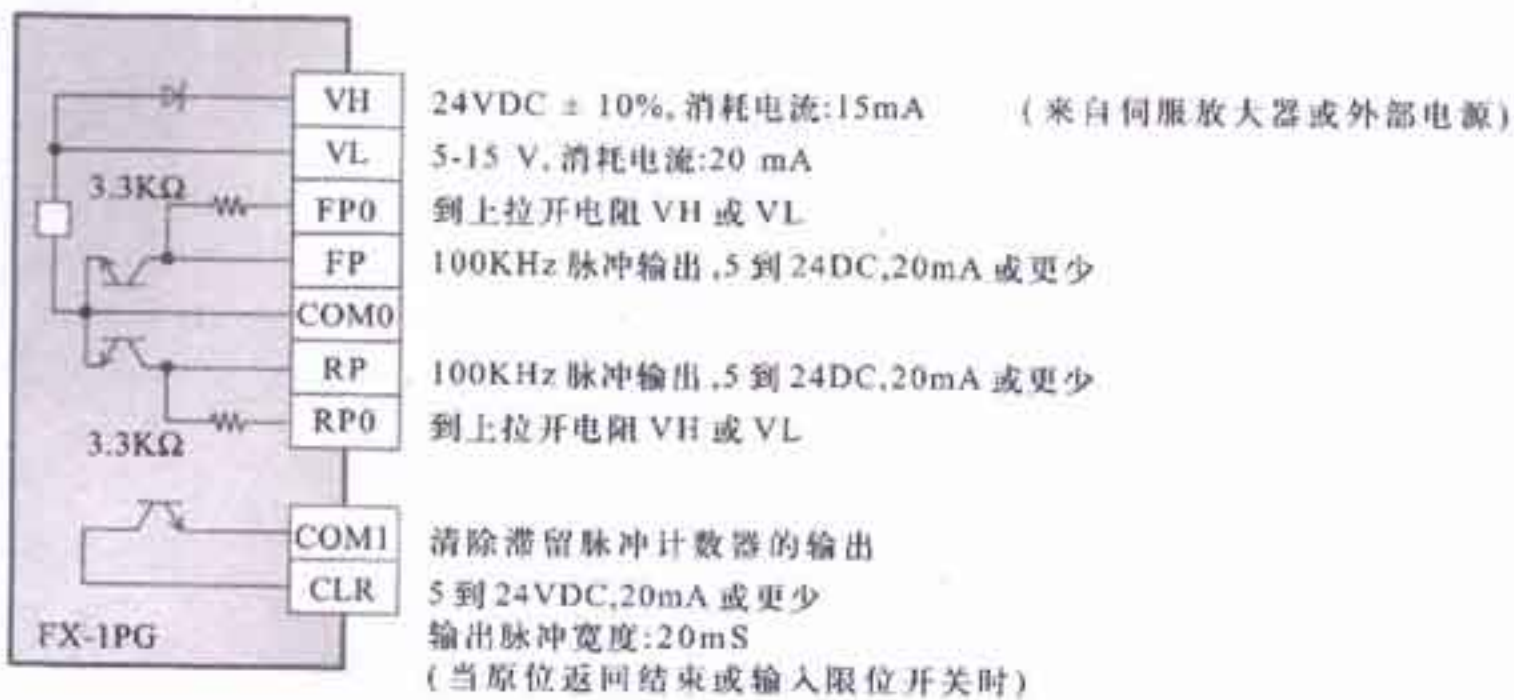 VH 24VDC ± 10%,消耗电流:15mA (来自伺服放大器或外部电源)
VL 5-15 V,消耗电流:20 mA
3.3KΩ
FP0 到上拉开电阻 VH 或 VL
FP 100KHz 脉冲输出,5 到 24DC,20mA 或更少
COM0
RP 100KHz 脉冲输出,5 到 24DC,20mA 或更少
RP0 到上拉开电阻 VH 或 VL
3.3KΩ
COM1 清除滞留脉冲计数器的输出
CLR 5 到 24VDC,20mA 或更少
输出脉冲宽度:20mS
(当原位返回结束或输入限位开关时)
FX-1PG